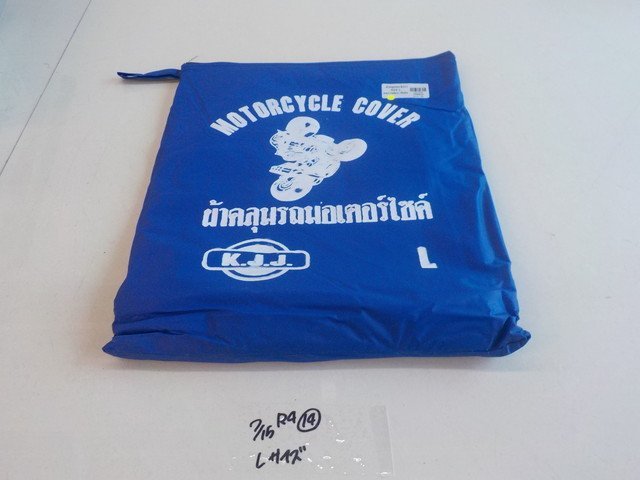 MOTORCYCLE COVER
ผ้าคลุมรถมอเตอร์ไซค์
K.J.J.
L
7/15 R4 14
Lサイズ